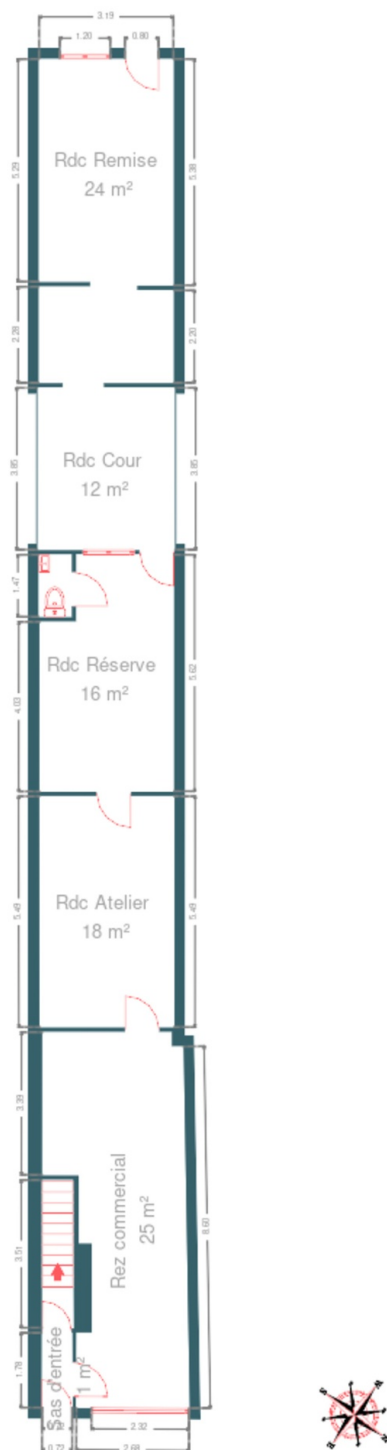 3.19
1.20
0.80
5.29
Rdc Remise
24 m²
5.38
2.28
2.20
3.85
Rdc Cour
12 m²
3.85
1.47
4.03
Rdc Réserve
16 m²
5.62
5.49
Rdc Atelier
18 m²
5.49
3.39
Rez commercial
25 m²
8.60
3.51
1.78
Sas d'entrée
1 m²
2.32
0.72
2.68